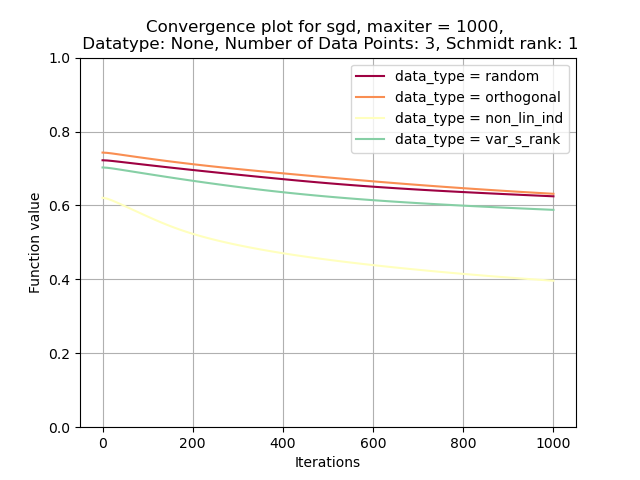 Convergence plot for sgd, maxiter = 1000,
Datatype: None, Number of Data Points: 3, Schmidt rank: 1
data_type = random
data_type = orthogonal
data_type = non_lin_ind
data_type = var_s_rank
1.0
0.8
0.6
0.4
0.2
0.0
Function value
0 200 400 600 800 1000
Iterations